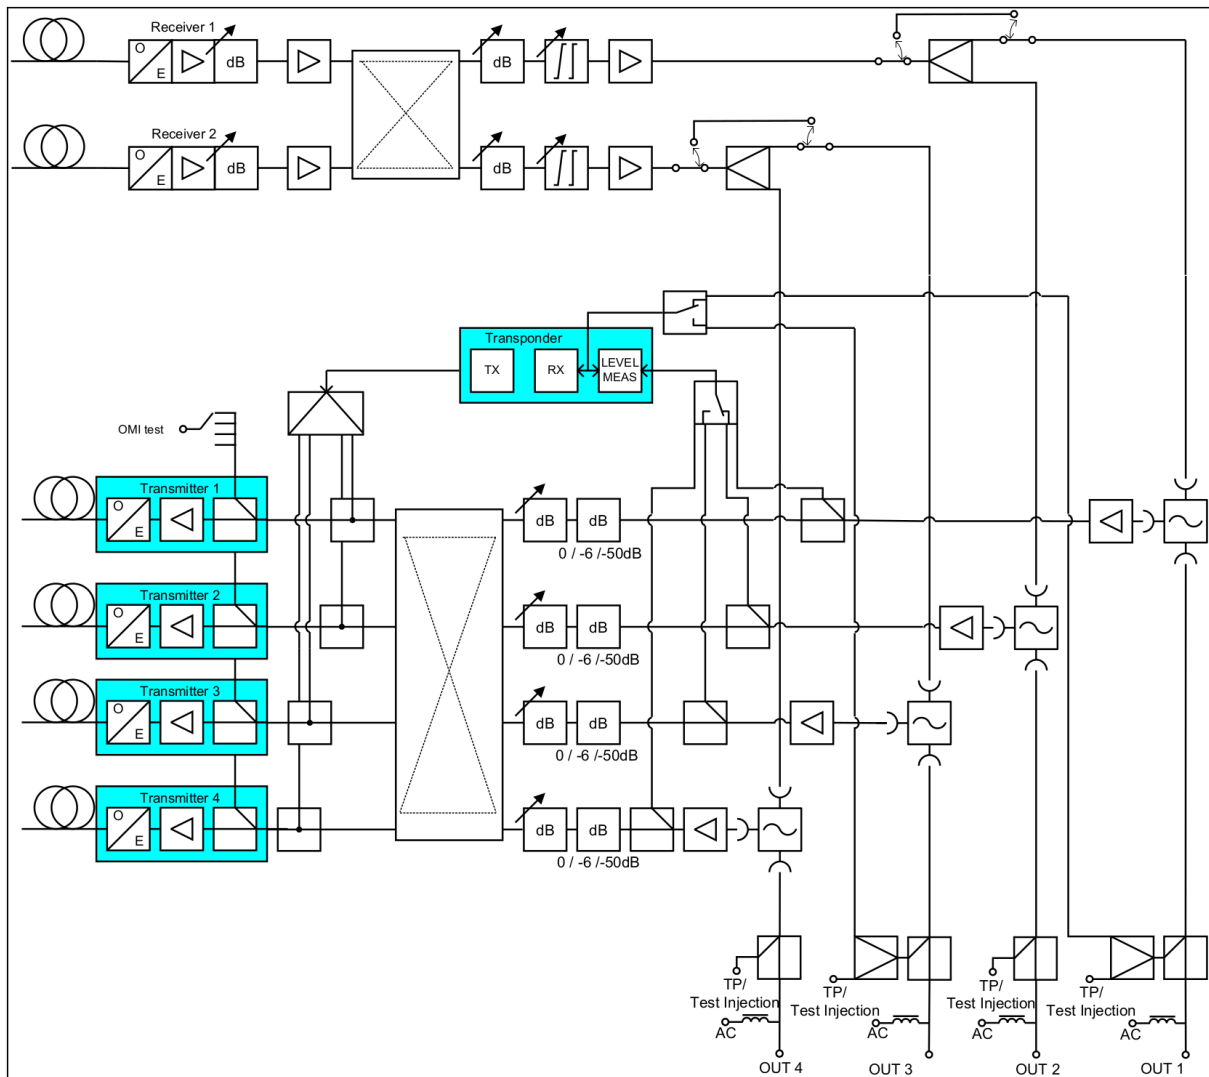 Receiver 1
O
E
dB
dB
Receiver 2
O
E
dB
dB
Transponder
TX
RX
LEVEL
MEAS
OMI test
Transmitter 1
O
E
dB
dB
0 / -6 /-50dB
Transmitter 2
O
E
dB
dB
0 / -6 /-50dB
Transmitter 3
O
E
dB
dB
0 / -6 /-50dB
Transmitter 4
O
E
dB
dB
0 / -6 /-50dB
TP/
Test Injection
TP/
Test Injection
TP/
Test Injection
TP/
Test Injection
AC
AC
AC
AC
OUT 4
OUT 3
OUT 2
OUT 1